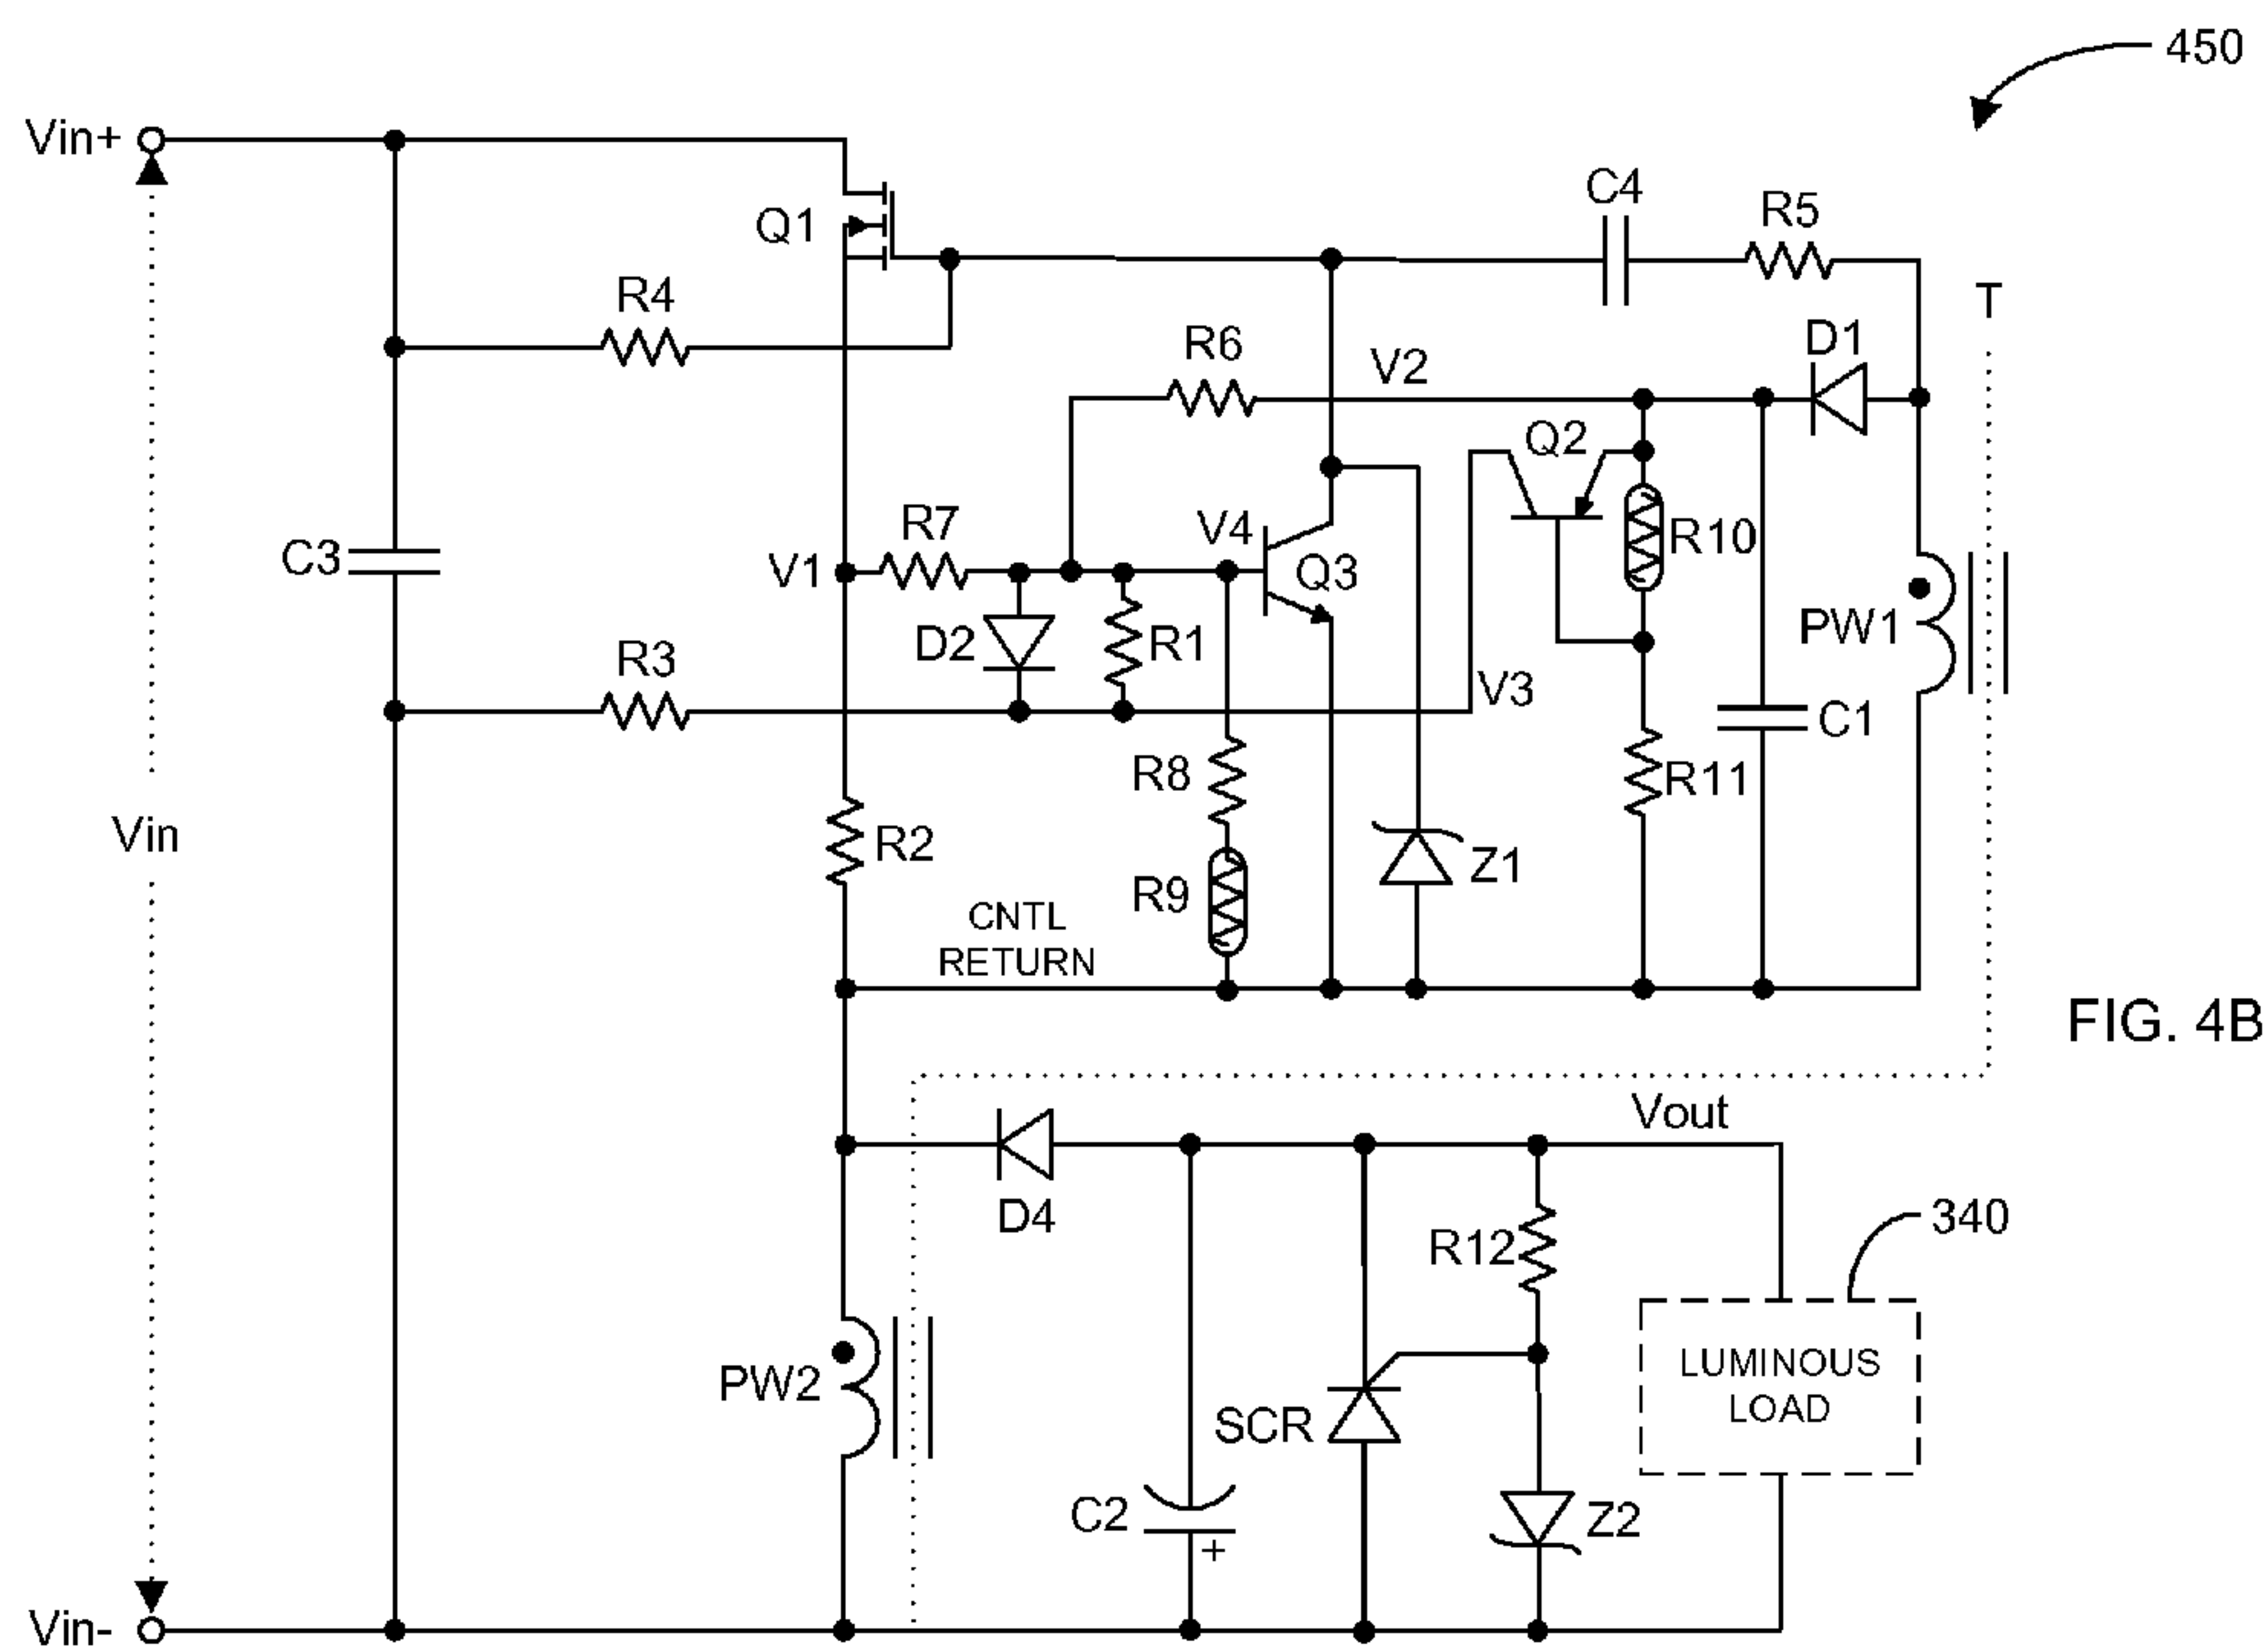 450
Vin+
C4
R5
Q1
T
R4
D1
R6
V2
Q2
R7
V4
R10
C3
V1
Q3
PW1
D2
R1
R3
V3
C1
R8
R11
Vin
R2
Z1
R9
CNTL
RETURN
FIG. 4B
Vout
D4
340
R12
LUMINOUS
LOAD
PW2
SCR
C2
Z2
+
Vin-